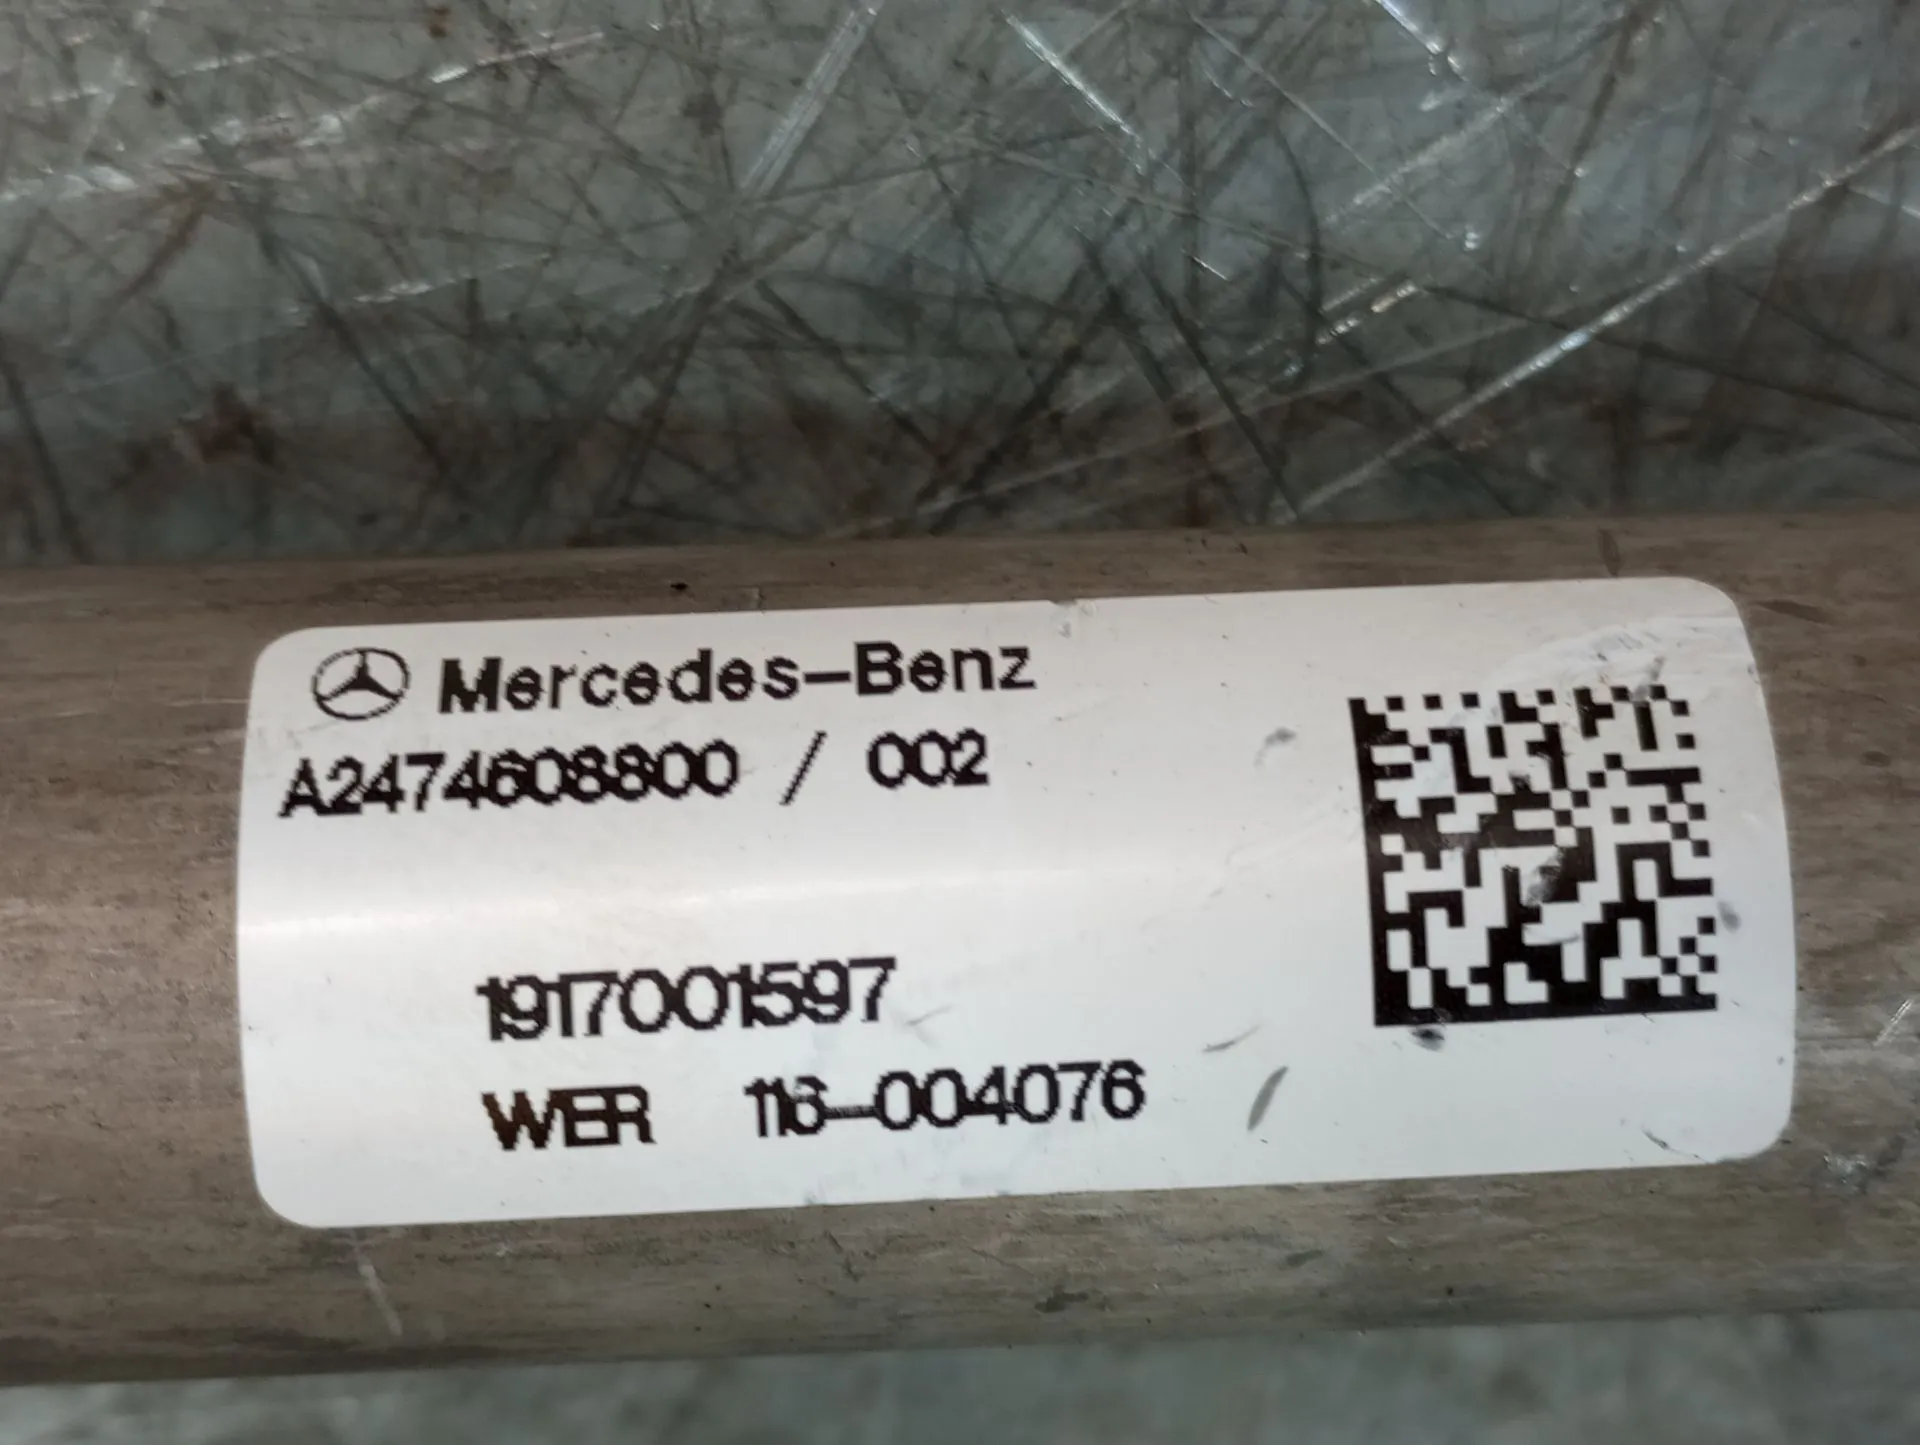 Mercedes-Benz
A2474608800 / 002
1917001597
WER 116-004076